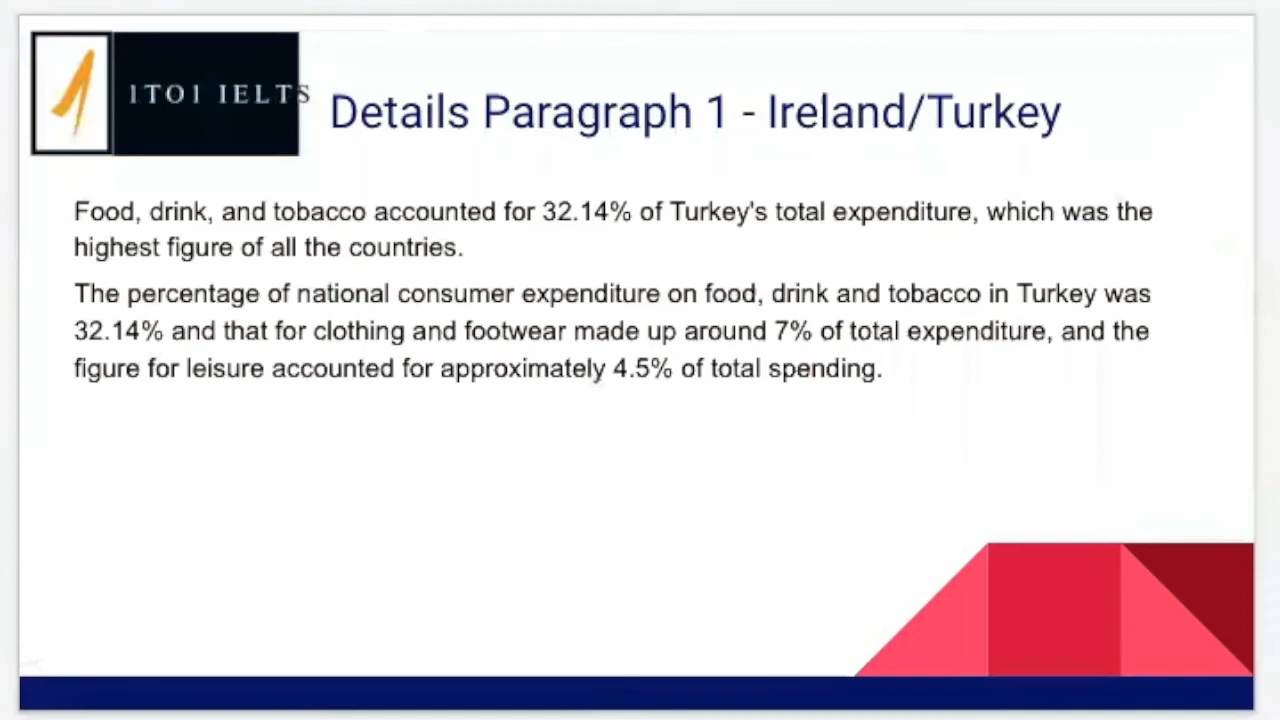 1TO1 IELTS
Details Paragraph 1 - Ireland/Turkey
Food, drink, and tobacco accounted for 32.14% of Turkey's total expenditure, which was the
highest figure of all the countries.
The percentage of national consumer expenditure on food, drink and tobacco in Turkey was
32.14% and that for clothing and footwear made up around 7% of total expenditure, and the
figure for leisure accounted for approximately 4.5% of total spending.